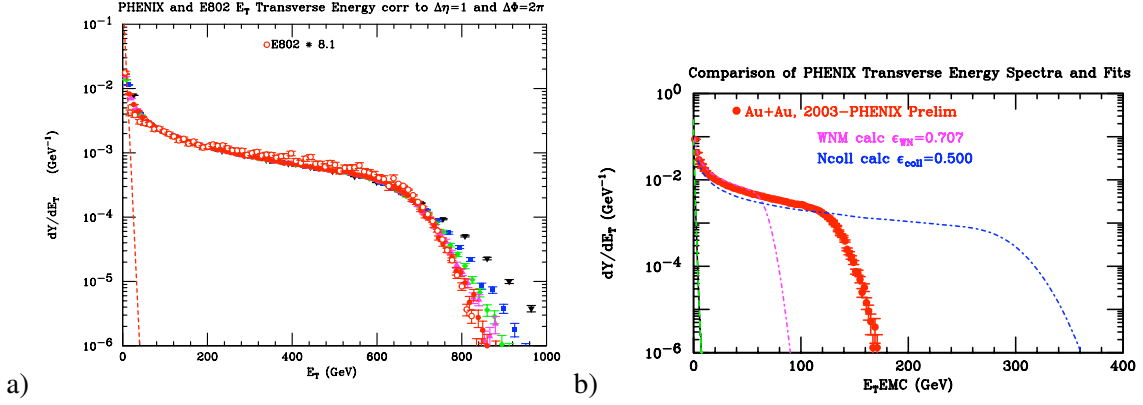 PHENIX and E802 E_T Transverse Energy corr to Δη=1 and ΔΦ=2π
E802 * 8.1
10^-1
10^-2
10^-3
10^-4
10^-5
10^-6
dY/dE_T (GeV^-1)
0 200 400 600 800 1000
E_T (GeV)
a)
Comparison of PHENIX Transverse Energy Spectra and Fits
Au+Au, 2003-PHENIX Prelim
WNM calc ε_WN=0.707
Ncoll calc ε_coll=0.500
10^0
10^-2
10^-4
10^-6
dY/dE_T (GeV^-1)
0 100 200 300 400
E_TEMC (GeV)
b)